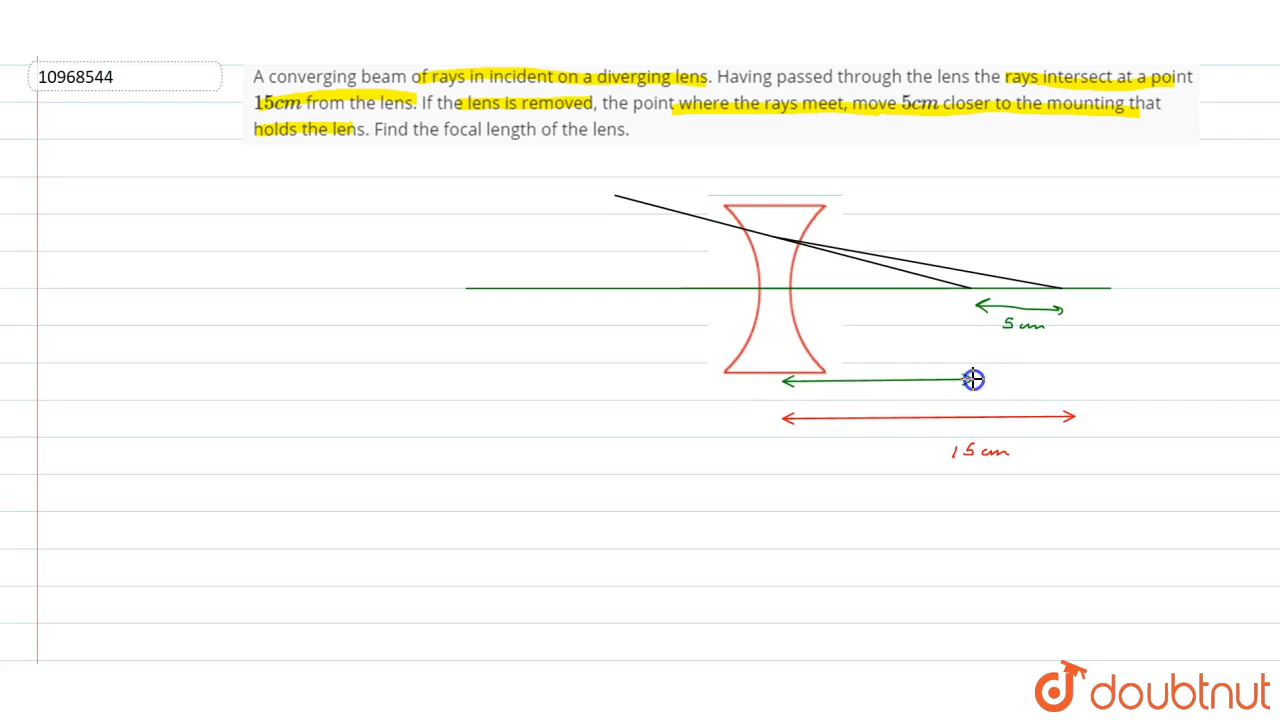 10968544
A converging beam of rays in incident on a diverging lens. Having passed through the lens the rays intersect at a point
15cm from the lens. If the lens is removed, the point where the rays meet, move 5cm closer to the mounting that
holds the lens. Find the focal length of the lens.
5 cm
15 cm
doubtnut